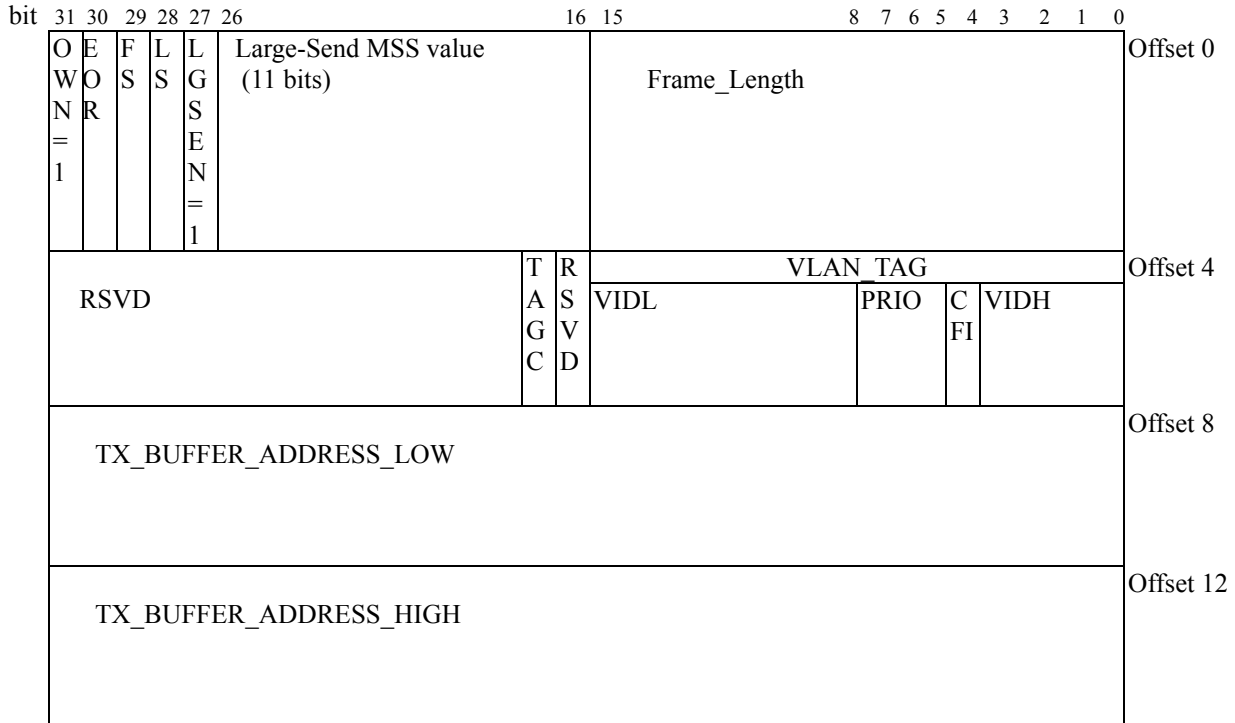 bit 31 30 29 28 27 26 16 15 8 7 6 5 4 3 2 1 0
O E F L L Large-Send MSS value Offset 0
W O S S G (11 bits) Frame_Length
N R S
= E
1 N
=
1
T R VLAN_TAG Offset 4
RSVD A S VIDL PRIO C VIDH
G V FI
C D
Offset 8
TX_BUFFER_ADDRESS_LOW
Offset 12
TX_BUFFER_ADDRESS_HIGH